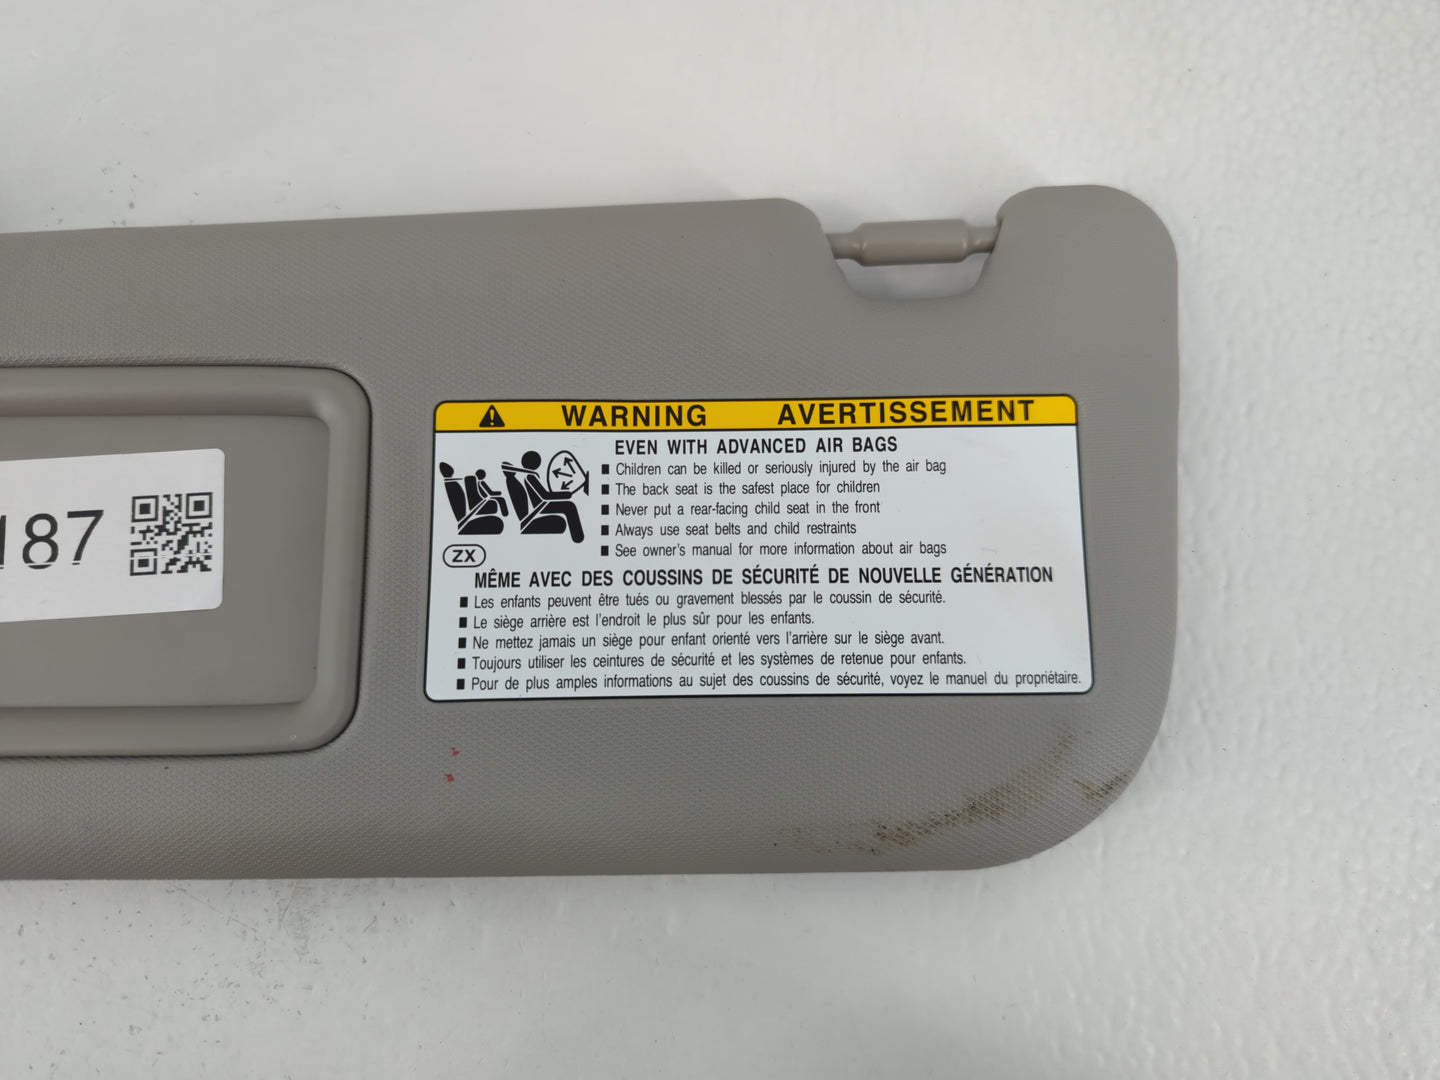 WARNING AVERTISSEMENT
EVEN WITH ADVANCED AIR BAGS
■ Children can be killed or seriously injured by the air bag
■ The back seat is the safest place for children
■ Never put a rear-facing child seat in the front
■ Always use seat belts and child restraints
■ See owner's manual for more information about air bags
ZX
MÊME AVEC DES COUSSINS DE SÉCURITÉ DE NOUVELLE GÉNÉRATION
■ Les enfants peuvent être tués ou gravement blessés par le coussin de sécurité.
■ Le siège arrière est l'endroit le plus sûr pour les enfants.
■ Ne mettez jamais un siège pour enfant orienté vers l'arrière sur le siège avant.
■ Toujours utiliser les ceintures de sécurité et les systèmes de retenue pour enfants.
■ Pour de plus amples informations au sujet des coussins de sécurité, voyez le manuel du propriétaire.
187